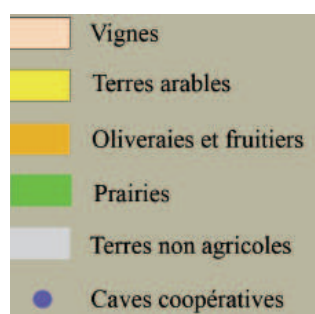 Vignes
Terres arables
Oliveraies et fruitiers
Prairies
Terres non agricoles
Caves coopératives